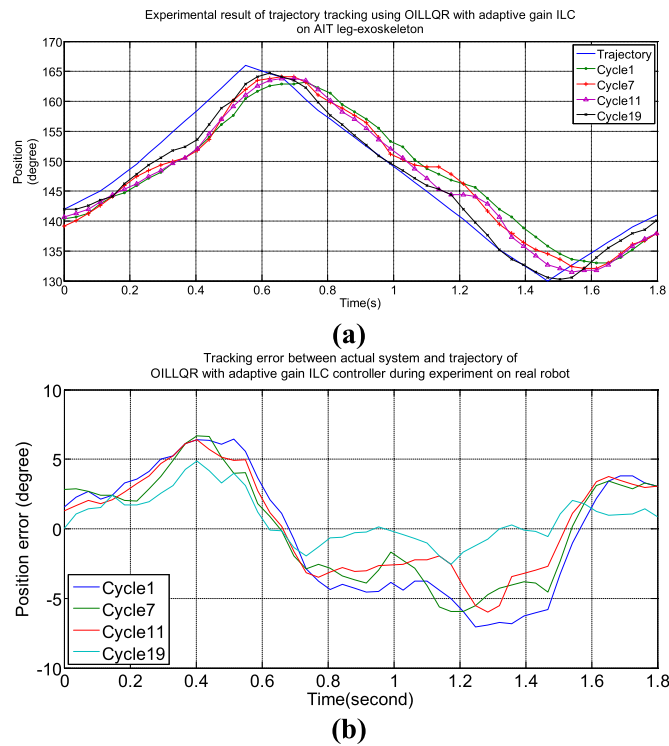 Experimental result of trajectory tracking using OILLQR with adaptive gain ILC
on AIT leg-exoskeleton
170
165
160
155
150
145
140
135
130
Position
(degree)
Trajectory
Cycle1
Cycle7
Cycle11
Cycle19
0 0.2 0.4 0.6 0.8 1 1.2 1.4 1.6 1.8
Time(s)
(a)
Tracking error between actual system and trajectory of
OILLQR with adaptive gain ILC controller during experiment on real robot
10
5
0
-5
-10
Position error (degree)
Cycle1
Cycle7
Cycle11
Cycle19
0 0.2 0.4 0.6 0.8 1 1.2 1.4 1.6 1.8
Time(second)
(b)